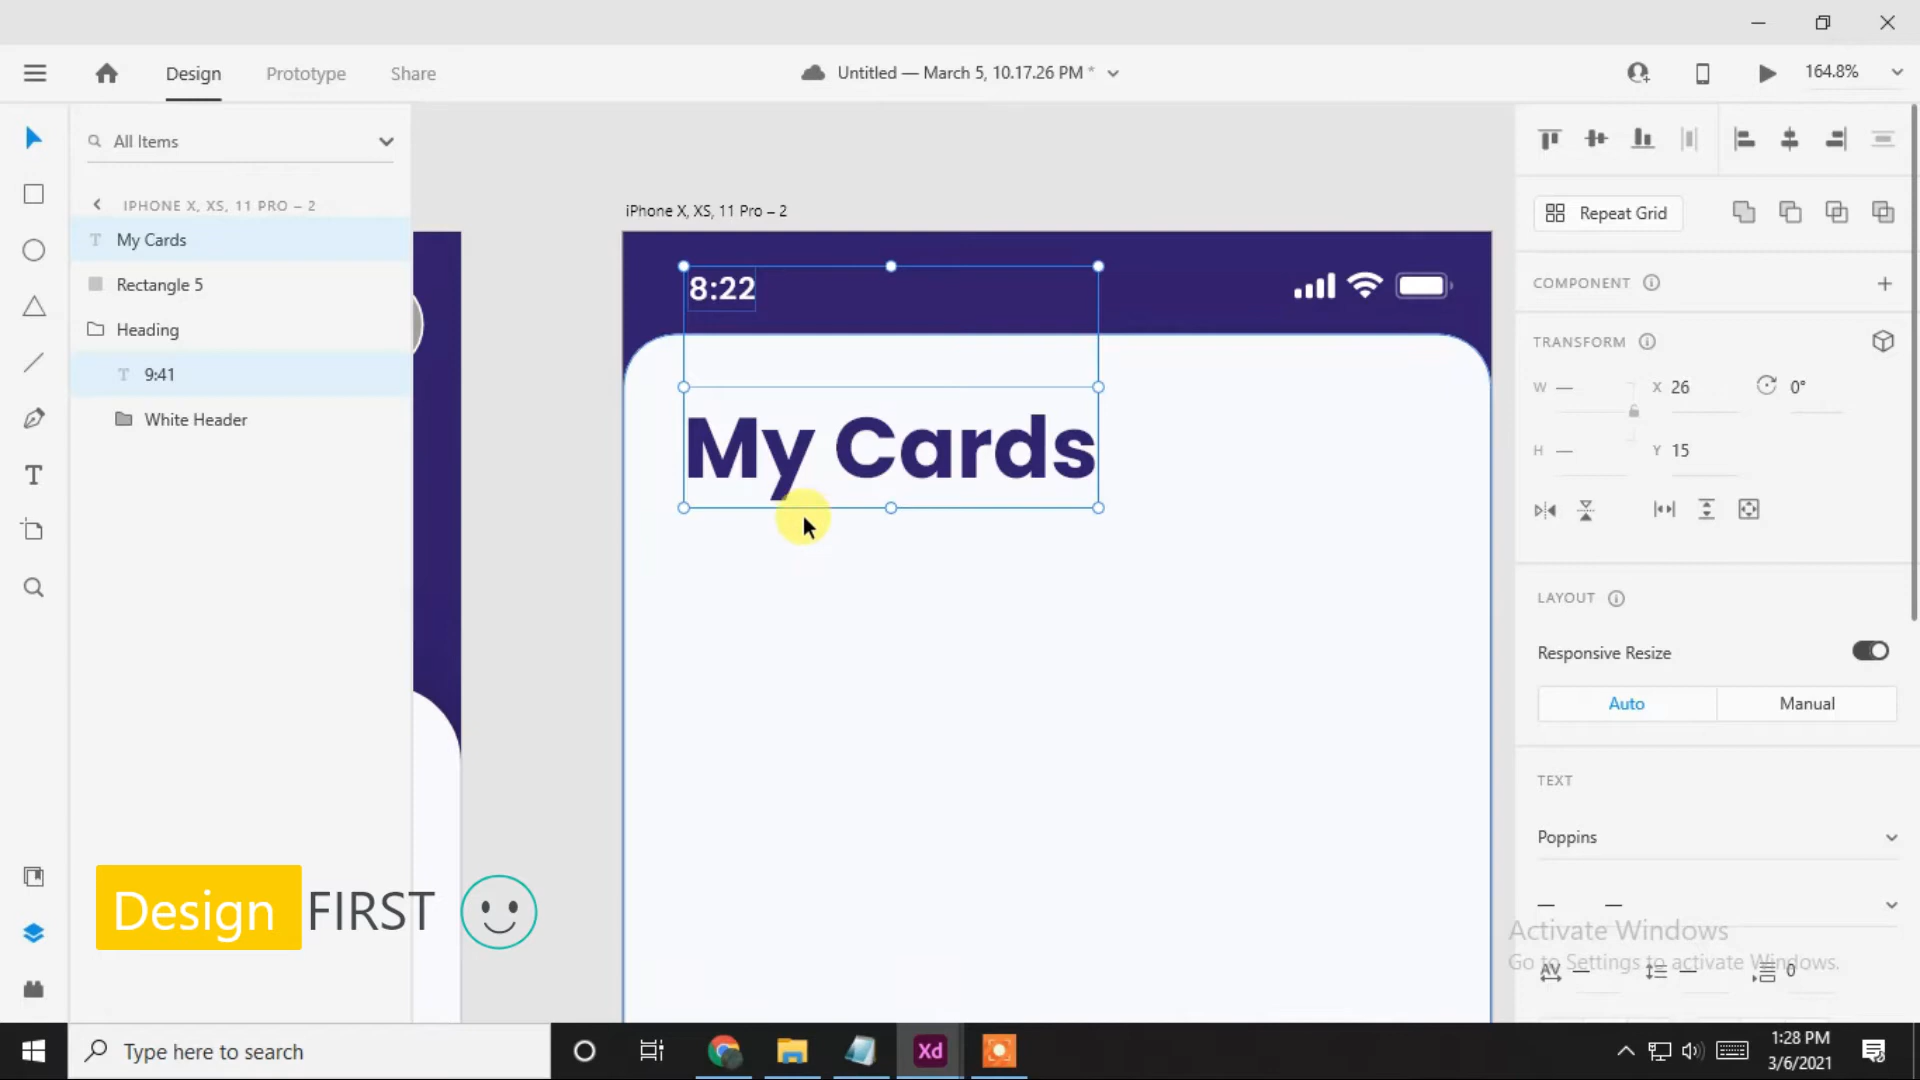 Design
Prototype
Share
Untitled — March 5, 10.17.26 PM *
164.8%
All Items
IPHONE X, XS, 11 PRO – 2
T My Cards
Rectangle 5
Heading
T 9:41
White Header
iPhone X, XS, 11 Pro – 2
8:22
My Cards
Repeat Grid
COMPONENT
TRANSFORM
W — X 26 0°
H — Y 15
LAYOUT
Responsive Resize
Auto
Manual
TEXT
Poppins
— —
AV — — 0
Activate Windows
Go to Settings to activate Windows.
Design FIRST
Type here to search
Xd
1:28 PM
3/6/2021